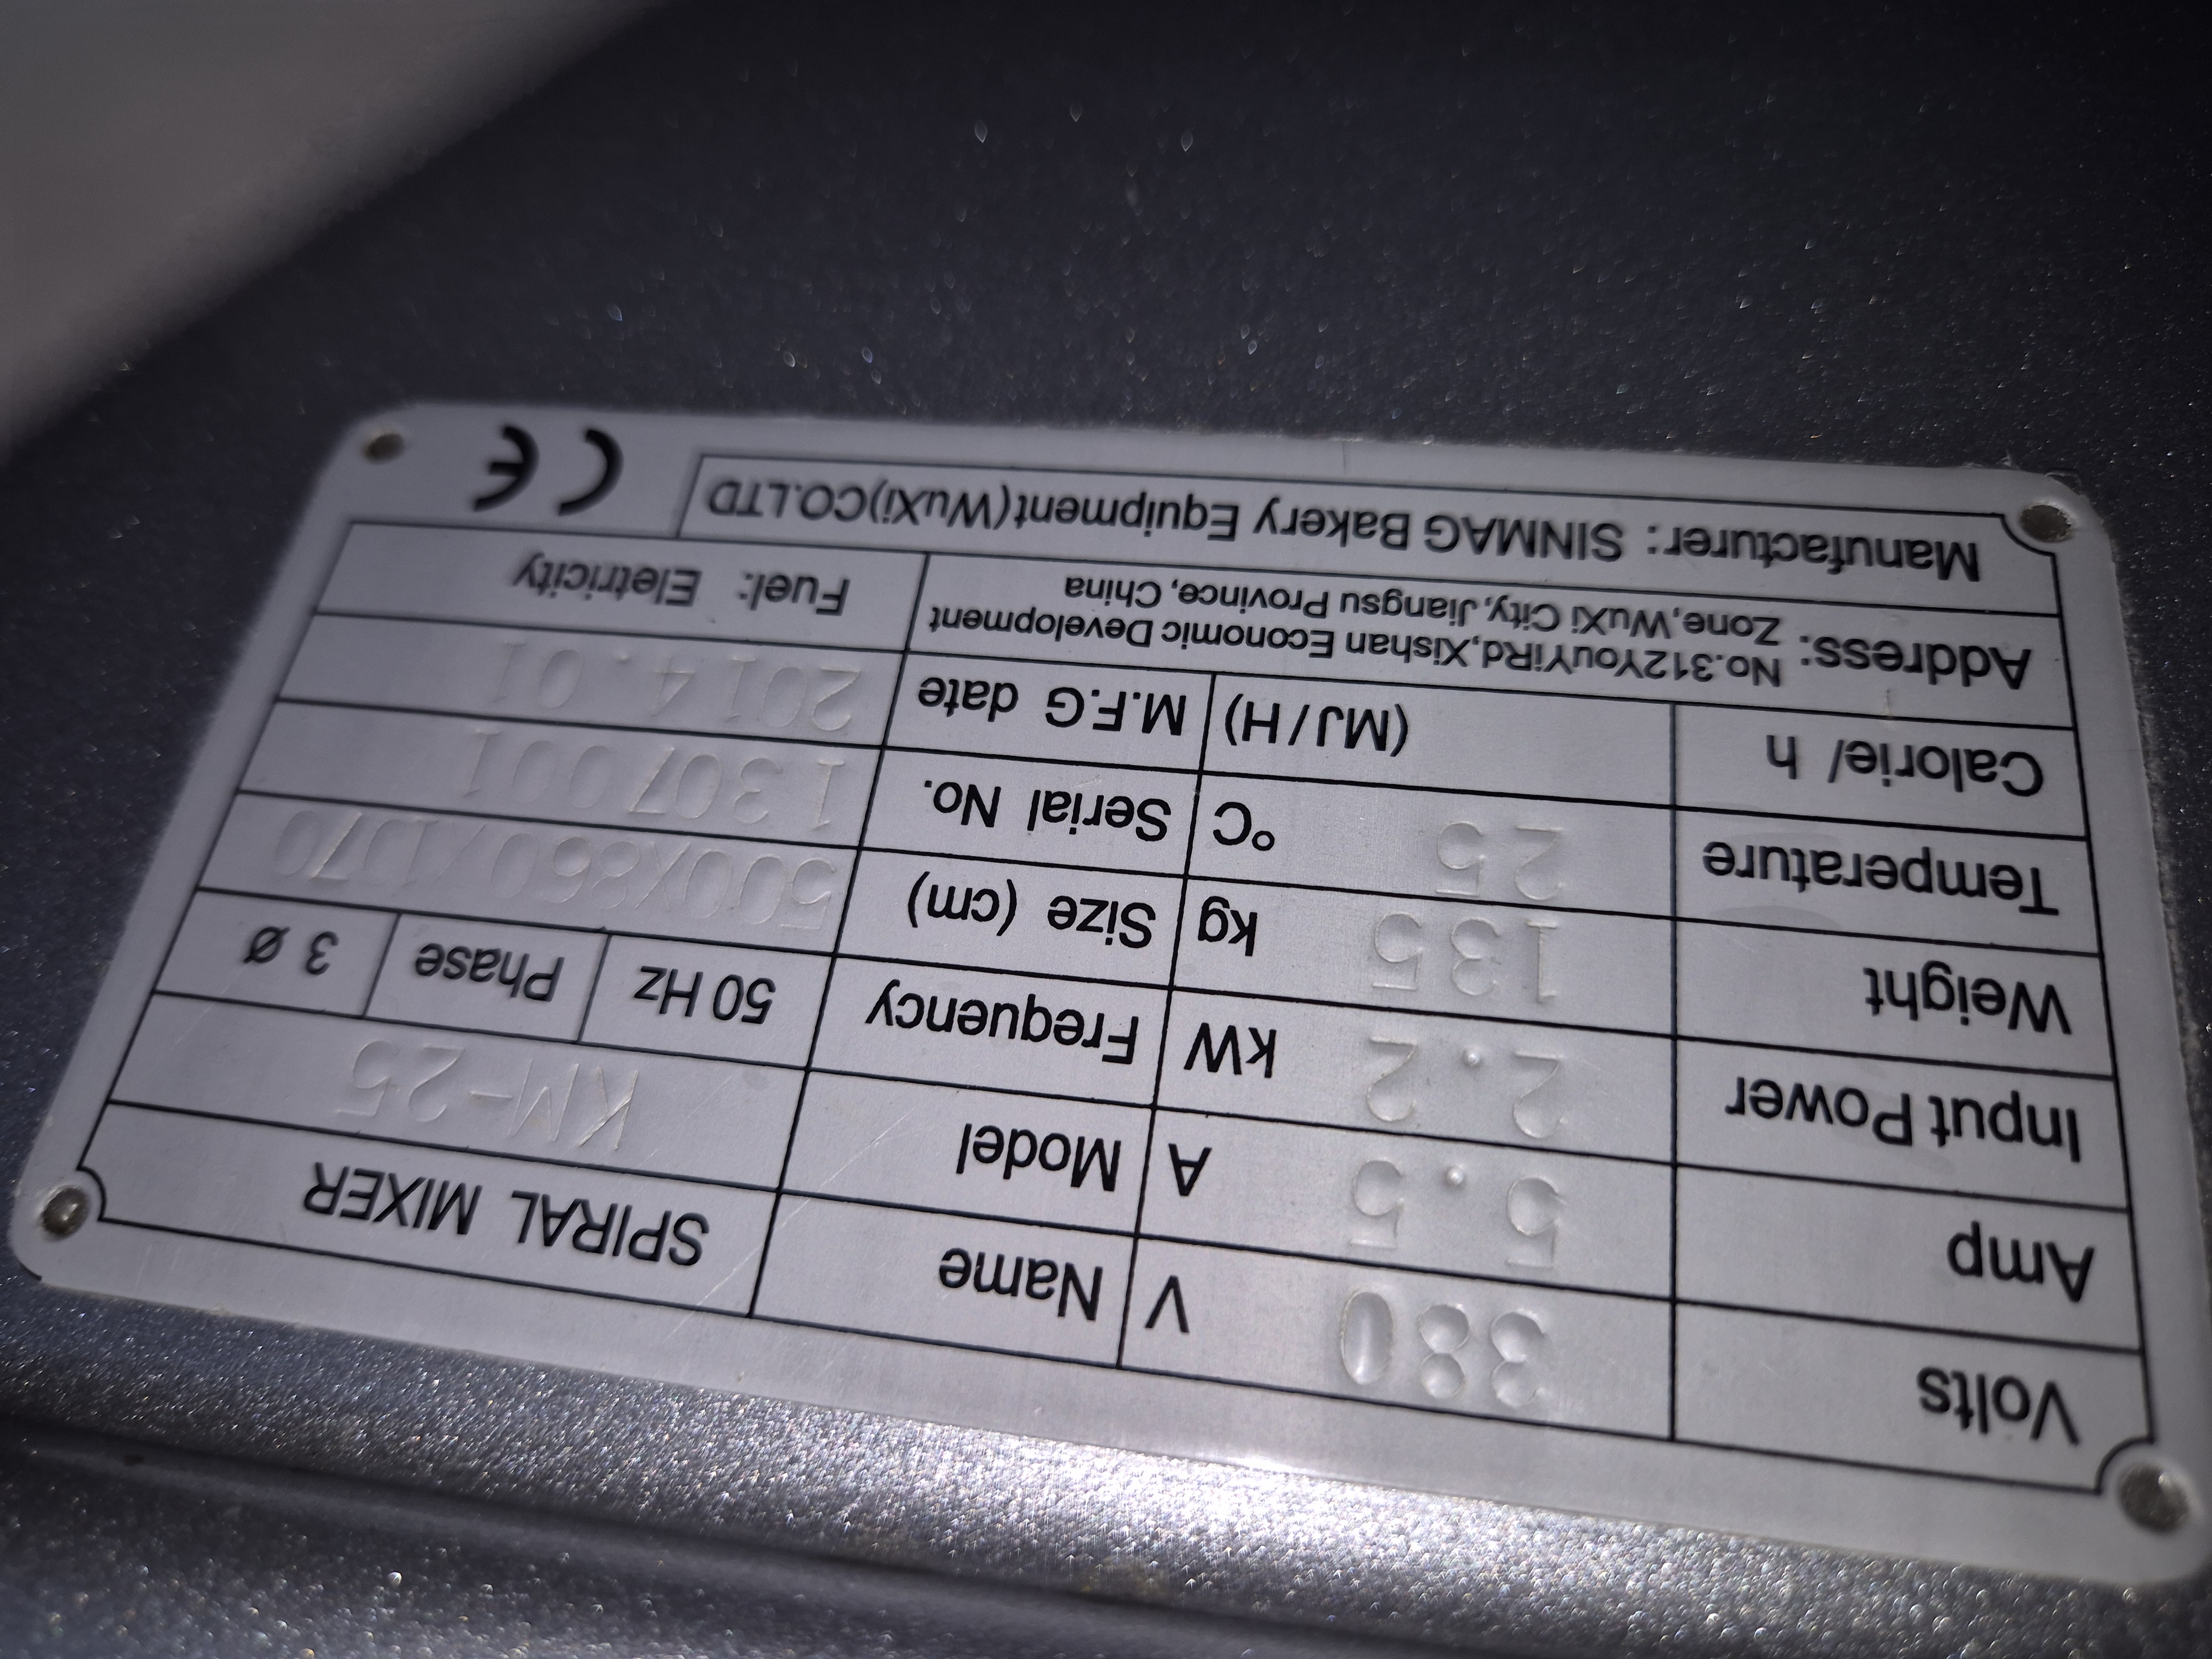 Volts 380 V Name SPIRAL MIXER
Amp 5.5 A Model KM-25
Input Power 2.2 kW Frequency 50 Hz Phase 3 Ø
Weight 135 kg Size (cm) 500X860X1070
Temperature 25 °C Serial No. 1307001
Calorie/ h (MJ/H) M.F.G date 2014.01
Address: No.312YouYiRd,Xishan Economic Development
Zone,WuXi City,Jiangsu Province,China
Fuel: Eletricity
Manufacturer: SINMAG Bakery Equipment(WuXi)CO.LTD
CE